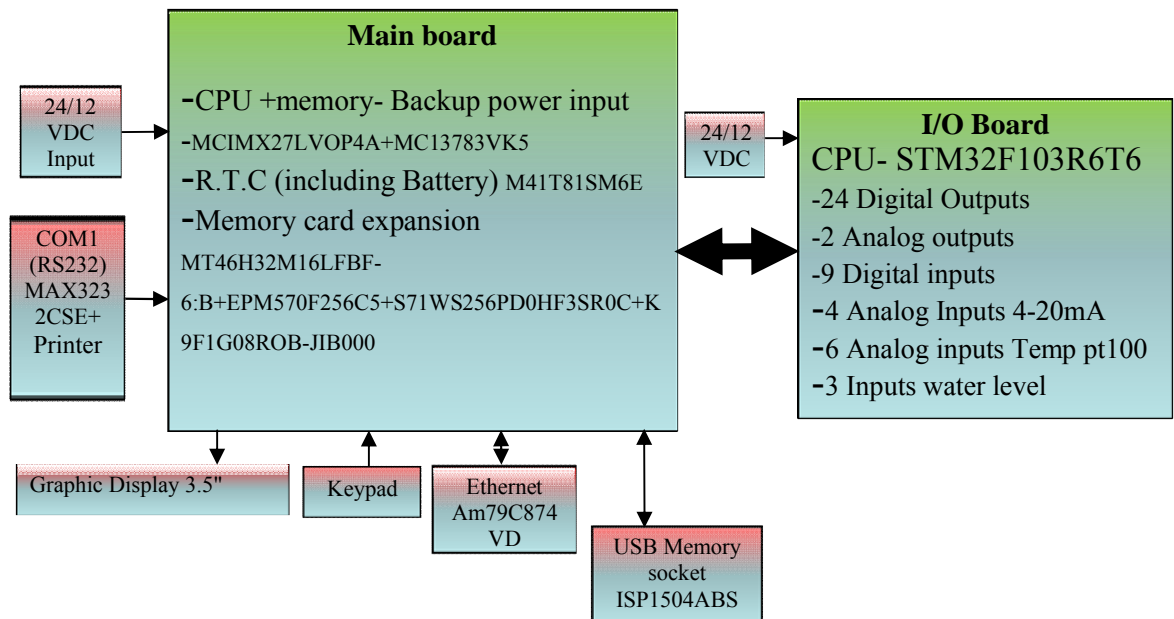 Main board
-CPU +memory- Backup power input
-MCIMX27LVOP4A+MC13783VK5
-R.T.C (including Battery) M41T81SM6E
-Memory card expansion
MT46H32M16LFBF-
6:B+EPM570F256C5+S71WS256PD0HF3SR0C+K
9F1G08ROB-JIB000
24/12
VDC
Input
COM1
(RS232)
MAX323
2CSE+
Printer
24/12
VDC
I/O Board
CPU- STM32F103R6T6
-24 Digital Outputs
-2 Analog outputs
-9 Digital inputs
-4 Analog Inputs 4-20mA
-6 Analog inputs Temp pt100
-3 Inputs water level
Graphic Display 3.5"
Keypad
Ethernet
Am79C874
VD
USB Memory
socket
ISP1504ABS